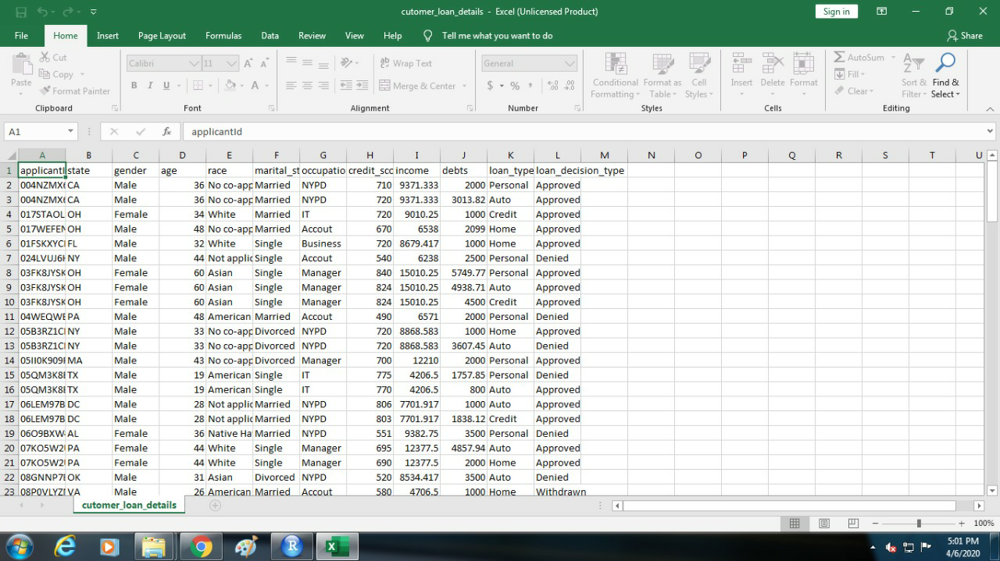 cutomer_loan_details - Excel (Unlicensed Product) Sign in
File Home Insert Page Layout Formulas Data Review View Help Tell me what you want to do Share
Paste Cut Copy Format Painter
Clipboard
Calibri 11 B I U A A A
Font
Wrap Text
Merge & Center
Alignment
General
$ % ,
Number
Conditional Formatting Format as Table Cell Styles
Styles
Insert Delete Format
Cells
AutoSum
Fill
Clear
Sort & Filter Find & Select
Editing
A1 fx applicantId
A B C D E F G H I J K L M N O P Q R S T U
1 applicantI state gender age race marital_st occupatio credit_sco income debts loan_type loan_decision_type
2 004NZMX CA Male 36 No co-app Married NYPD 710 9371.333 2000 Personal Approved
3 004NZMX CA Male 36 No co-app Married NYPD 720 9371.333 3013.82 Auto Approved
4 017STAOL OH Female 34 White Married IT 720 9010.25 1000 Credit Approved
5 017WEFEN OH Male 48 No co-app Married Accout 670 6538 2099 Home Approved
6 01FSKXYC FL Male 32 White Single Business 720 8679.417 1000 Home Approved
7 024LVUJ6 NY Male 44 Not applic Single Accout 540 6238 2500 Personal Denied
8 03FK8JYSK OH Female 60 Asian Single Manager 840 15010.25 5749.77 Personal Approved
9 03FK8JYSK OH Female 60 Asian Single Manager 824 15010.25 4938.71 Auto Approved
10 03FK8JYSK OH Female 60 Asian Single Manager 824 15010.25 4500 Credit Approved
11 04WEQWE PA Male 48 American Married Accout 490 6571 2000 Personal Denied
12 05B3RZ1C NY Male 33 No co-app Divorced NYPD 720 8868.583 1000 Home Approved
13 05B3RZ1C NY Male 33 No co-app Divorced NYPD 720 8868.583 3607.45 Auto Denied
14 05II0K909 MA Male 43 No co-app Divorced Manager 700 12210 2000 Personal Approved
15 05QM3K8 TX Male 19 American Single IT 775 4206.5 1757.85 Personal Denied
16 05QM3K8 TX Male 19 American Single IT 770 4206.5 800 Auto Approved
17 06LEM97B DC Male 28 Not applic Married NYPD 806 7701.917 1000 Auto Approved
18 06LEM97B DC Male 28 Not applic Married NYPD 803 7701.917 1838.12 Credit Approved
19 06O9BXW AL Female 36 Native Ha Married NYPD 551 9382.75 3500 Personal Denied
20 07KO5W2 PA Female 44 White Single Manager 695 12377.5 4857.94 Auto Approved
21 07KO5W2 PA Female 44 White Single Manager 690 12377.5 2000 Home Approved
22 08GNNP7 OK Male 31 Asian Divorced NYPD 520 8534.417 3500 Auto Denied
23 08P0VLYZ VA Male 26 American Married Accout 580 4706.5 1000 Home Withdrawn
cutomer_loan_details
100%
5:01 PM
4/6/2020